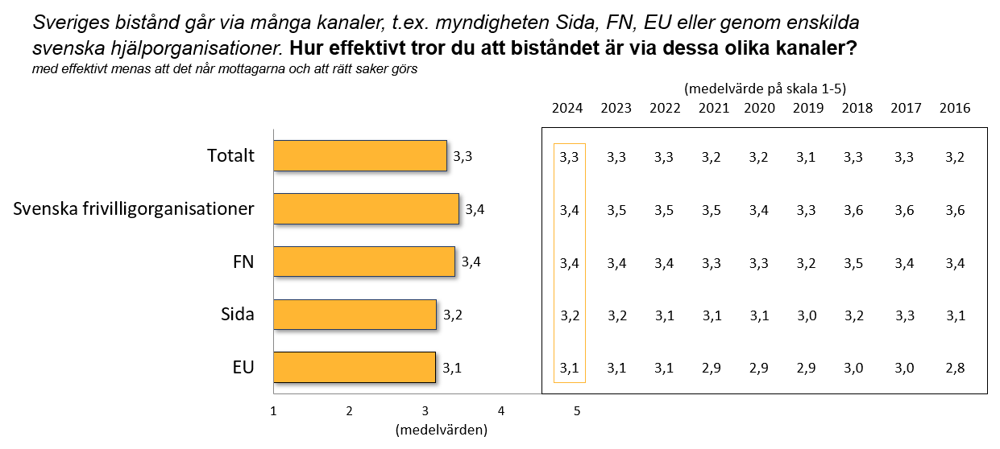 Sveriges bistånd går via många kanaler, t.ex. myndigheten Sida, FN, EU eller genom enskilda
svenska hjälporganisationer. Hur effektivt tror du att biståndet är via dessa olika kanaler?
med effektivt menas att det når mottagarna och att rätt saker görs
(medelvärde på skala 1-5)
2024 2023 2022 2021 2020 2019 2018 2017 2016
Totalt 3,3 3,3 3,3 3,3 3,2 3,2 3,1 3,3 3,3 3,2
Svenska frivilligorganisationer 3,4 3,4 3,5 3,5 3,5 3,4 3,3 3,6 3,6 3,6
FN 3,4 3,4 3,4 3,4 3,3 3,3 3,2 3,5 3,4 3,4
Sida 3,2 3,2 3,2 3,1 3,1 3,1 3,0 3,2 3,3 3,1
EU 3,1 3,1 3,1 3,1 2,9 2,9 2,9 3,0 3,0 2,8
1 2 3 4 5
(medelvärden)